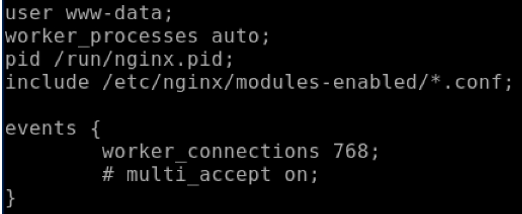 user www-data;
worker_processes auto;
pid /run/nginx.pid;
include /etc/nginx/modules-enabled/*.conf;

events {
        worker_connections 768;
        # multi_accept on;
}